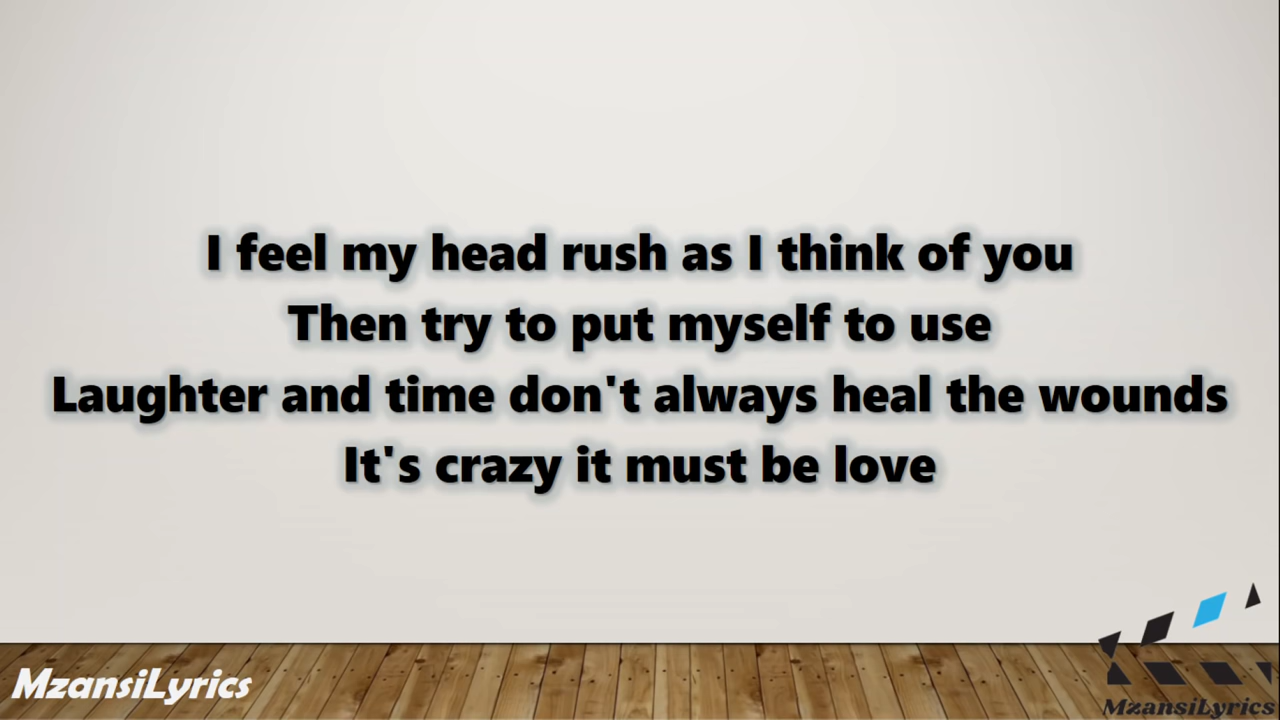 I feel my head rush as I think of you
Then try to put myself to use
Laughter and time don't always heal the wounds
It's crazy it must be love
MzansiLyrics
MzansiLyrics